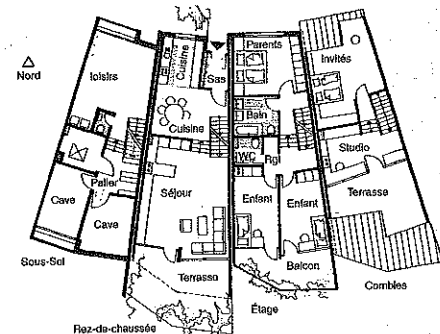 Nord
loisirs
Palier
Cave
Cave
Sous-Sol
Cuisine
Sas
Cuisine
Séjour
Terrasse
Rez-de-chaussée
Parents
Bain
WC
Rgt
Enfant
Enfant
Balcon
Étage
Invités
Studio
Terrasse
Combles